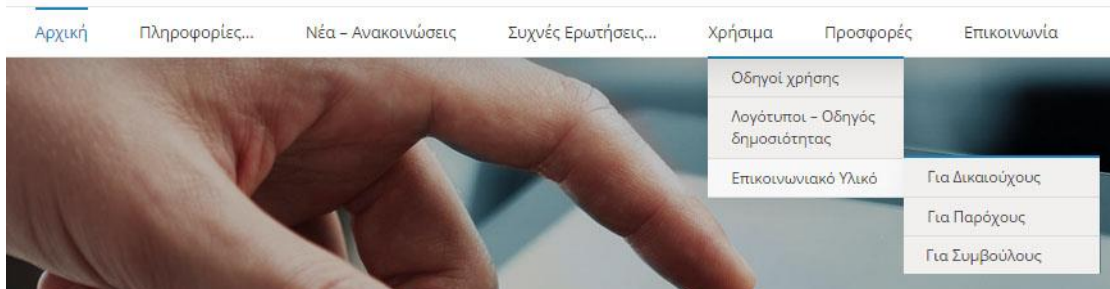 Αρχική Πληροφορίες... Νέα – Ανακοινώσεις Συχνές Ερωτήσεις... Χρήσιμα Προσφορές Επικοινωνία
Οδηγοί χρήσης
Λογότυποι – Οδηγός
δημοσιότητας
Επικοινωνιακό Υλικό
Για Δικαιούχους
Για Παρόχους
Για Συμβούλους